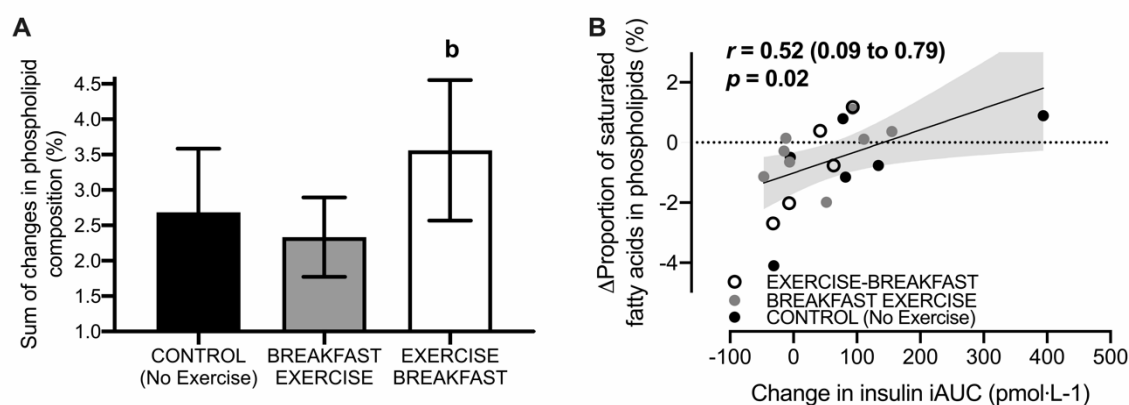 A
b
Sum of changes in phospholipid
composition (%)
4.5
4.0
3.5
3.0
2.5
2.0
1.5
1.0
CONTROL
(No Exercise)
BREAKFAST
EXERCISE
EXERCISE
BREAKFAST
B
r = 0.52 (0.09 to 0.79)
p = 0.02
ΔProportion of saturated
fatty acids in phospholipids (%)
2
0
-2
-4
EXERCISE-BREAKFAST
BREAKFAST EXERCISE
CONTROL (No Exercise)
-100 0 100 200 300 400 500
Change in insulin iAUC (pmol·L-1)